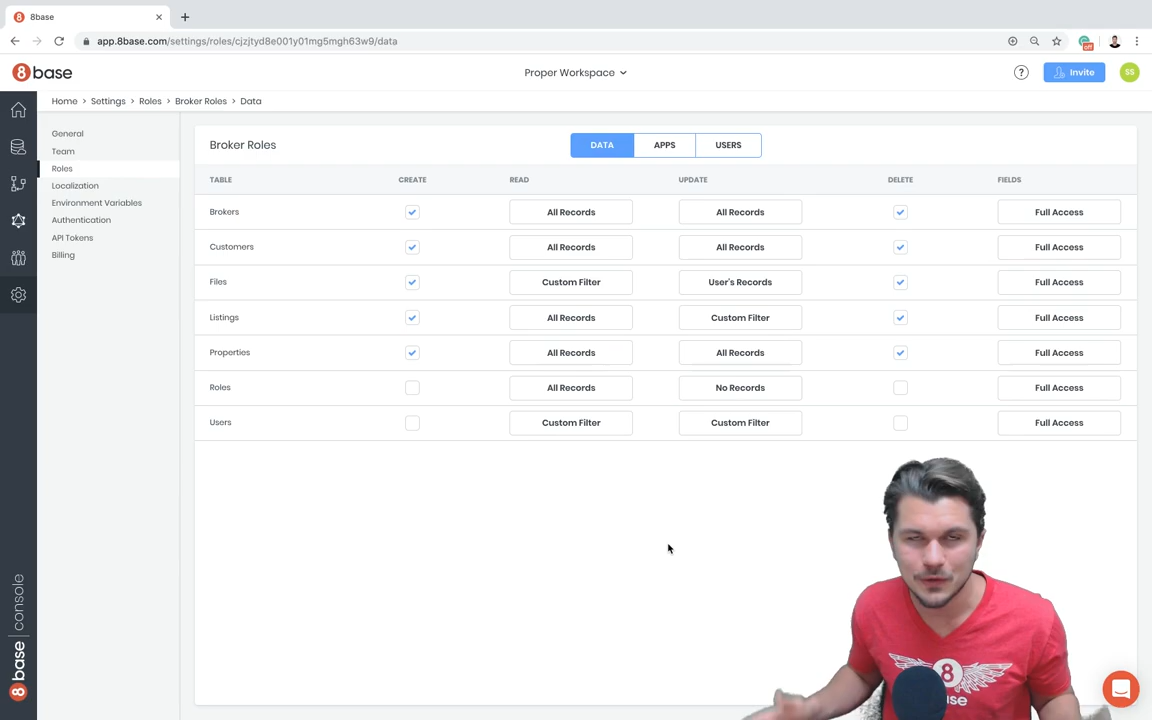 8base
app.8base.com/settings/roles/cjzjtyd8e001y01mg5mgh63w9/data
off
8base
Proper Workspace
?
Invite
SS
Home > Settings > Roles > Broker Roles > Data
General
Team
Roles
Localization
Environment Variables
Authentication
API Tokens
Billing
Broker Roles
DATA APPS USERS
TABLE CREATE READ UPDATE DELETE FIELDS
Brokers All Records All Records Full Access
Customers All Records All Records Full Access
Files Custom Filter User's Records Full Access
Listings All Records Custom Filter Full Access
Properties All Records All Records Full Access
Roles All Records No Records Full Access
Users Custom Filter Custom Filter Full Access
8base | console
8